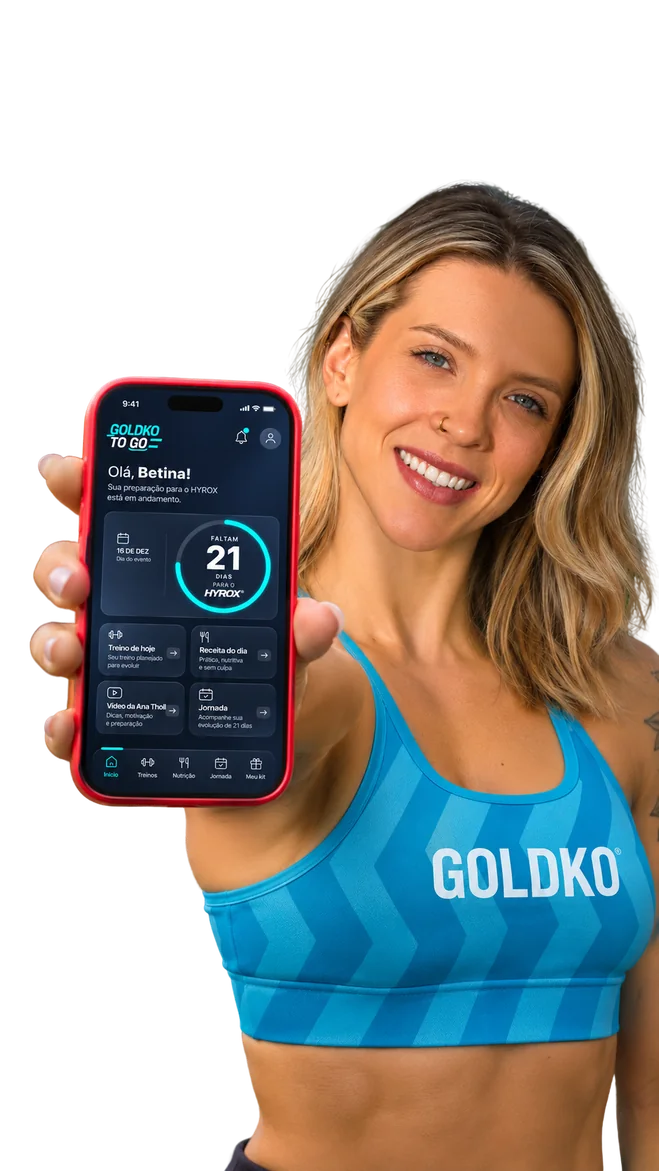 9:41
GOLDKO
TO GO
Olá, Betina!
Sua preparação para o HYROX
está em andamento.
16 DE DEZ
Dia do evento
FALTAM
21
DIAS
PARA O
HYROX®
Treino de hoje
Seu treino planejado
para evoluir
Receita do dia
Prática, nutritiva
e sem culpa
Vídeo da Ana Tholl
Dicas, motivação
e preparação
Jornada
Acompanhe sua
evolução de 21 dias
Início
Treinos
Nutrição
Jornada
Meu kit
GOLDKO®